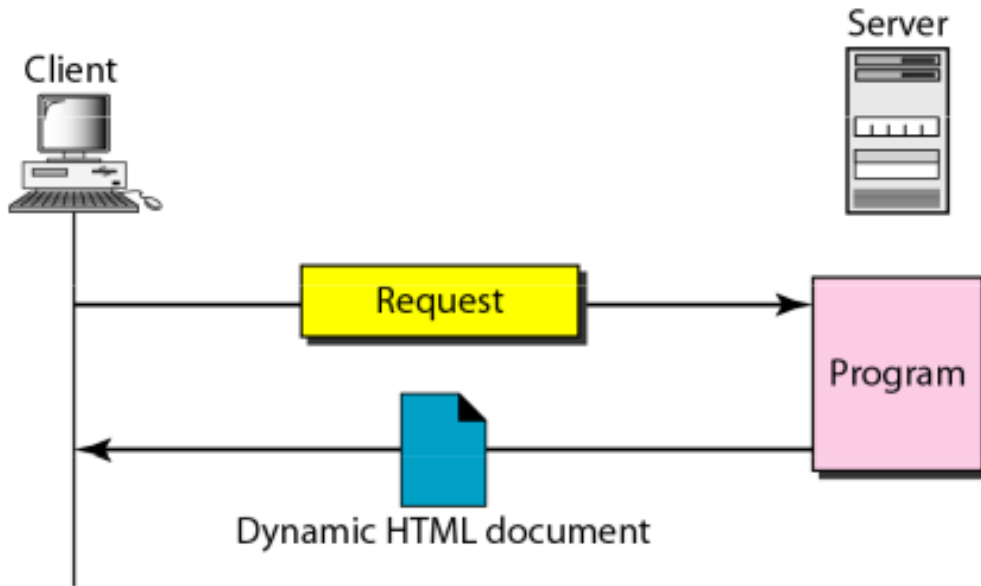 Server
Client
Request
Program
Dynamic HTML document